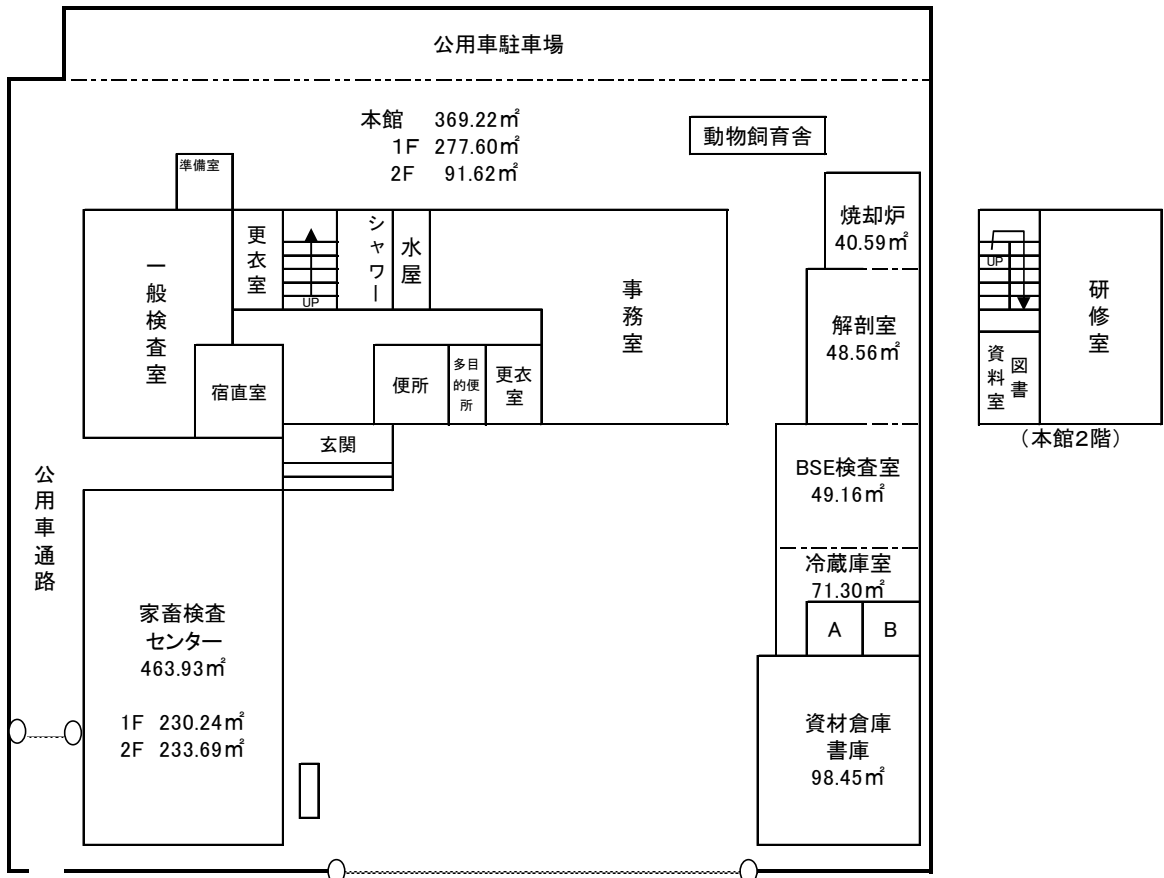 公用車駐車場
本館 369.22㎡
1F 277.60㎡
2F 91.62㎡
動物飼育舎
準備室
一般検査室
更衣室
UP
シャワー
水屋
事務室
宿直室
便所
多目的便所
更衣室
玄関
焼却炉
40.59㎡
解剖室
48.56㎡
BSE検査室
49.16㎡
冷蔵庫室
71.30㎡
A
B
資材倉庫
書庫
98.45㎡
UP
研修室
図書
資料室
（本館2階）
公用車通路
家畜検査
センター
463.93㎡
1F 230.24㎡
2F 233.69㎡